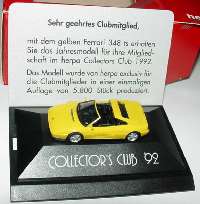 Sehr geehrtes Clubmitglied,
mit dem gelben Ferrari 348 ts erhalten
Sie das Jahresmodell für Ihre Mitglied-
schaft im herpa Collectors Club 1992.
Das Modell wurde von herpa exclusiv für
die Clubmitglieder in einer einmaligen
Auflage von 5.800 Stück produziert.
COLLECTOR'S CLUB '92